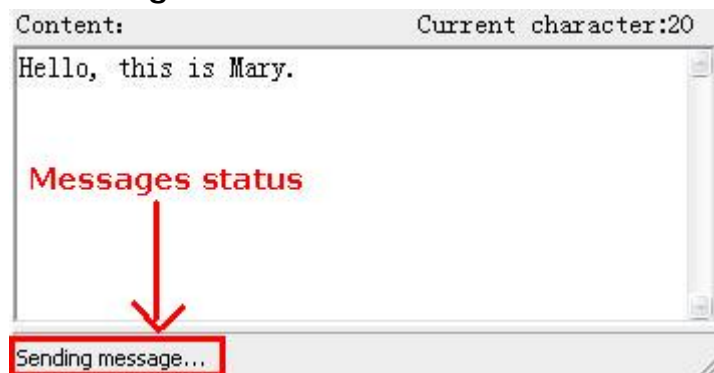 Content: Current character:20
Hello, this is Mary.
Messages status
Sending message...